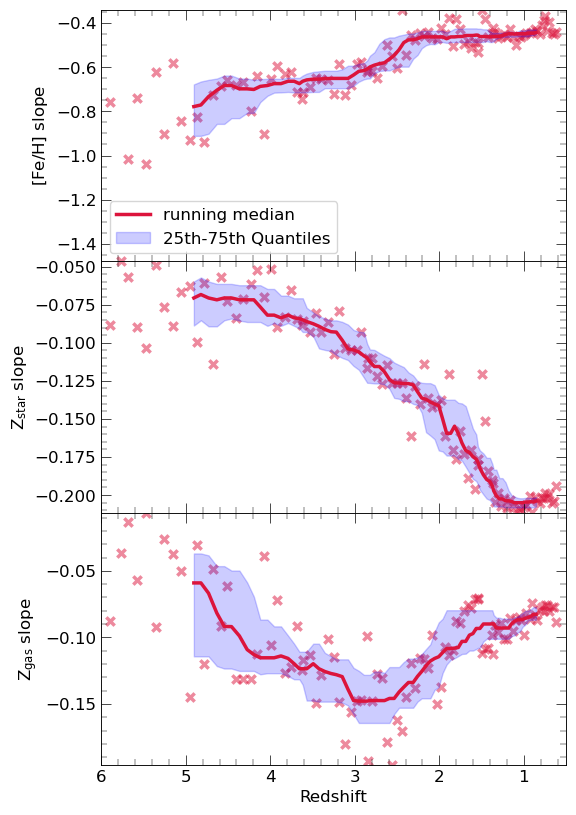 −0.4
−0.6
−0.8
−1.0
−1.2
−1.4
[Fe/H] slope
running median
25th-75th Quantiles
−0.050
−0.075
−0.100
−0.125
−0.150
−0.175
−0.200
Zstar slope
−0.05
−0.10
−0.15
Zgas slope
6 5 4 3 2 1
Redshift